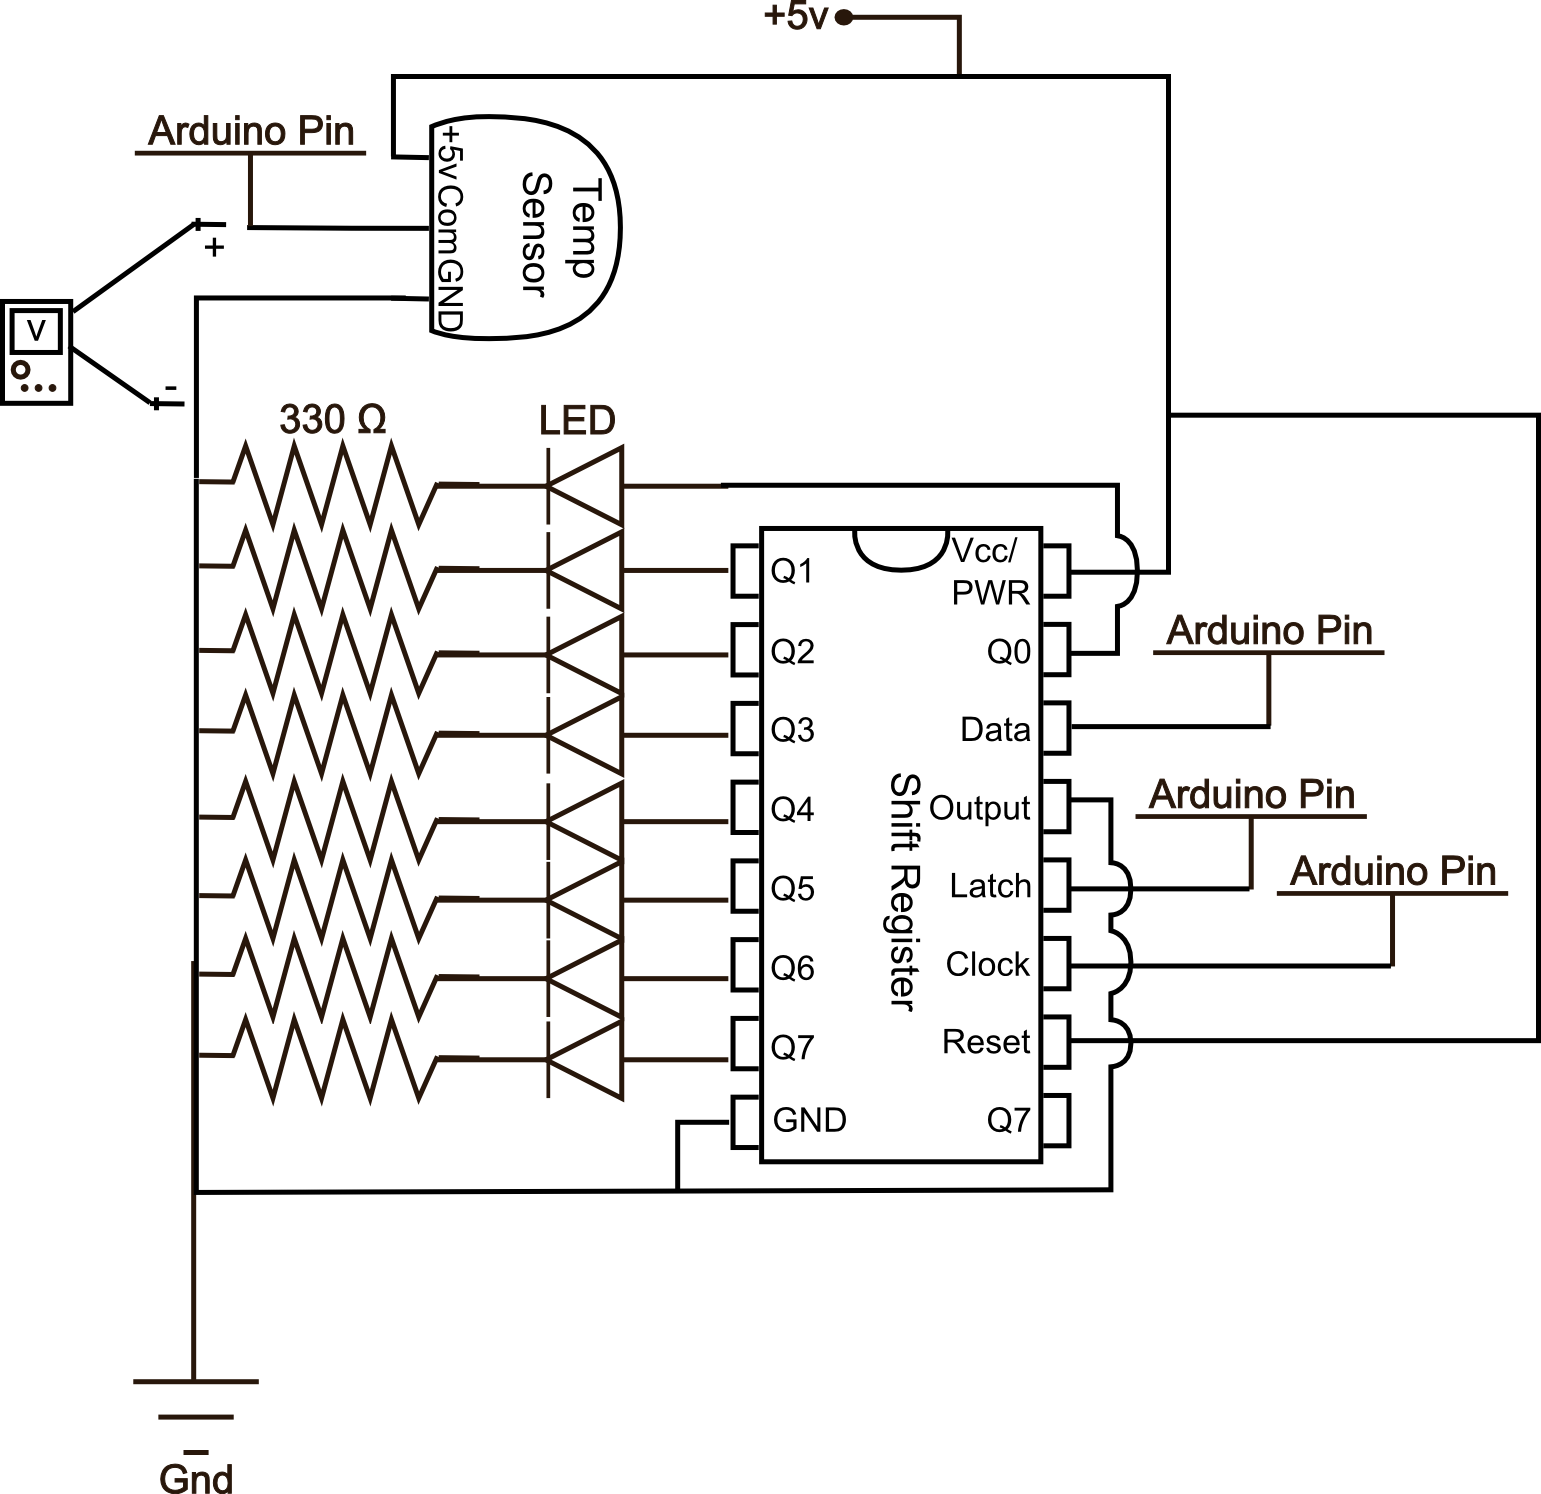 +5v
Arduino Pin
+5v
Com
GND
Temp
Sensor
+
V
-
330 Ω
LED
Vcc/
Q1
PWR
Arduino Pin
Q2
Q0
Q3
Data
Shift Register
Arduino Pin
Q4
Output
Arduino Pin
Q5
Latch
Q6
Clock
Q7
Reset
GND
Q7
Gnd